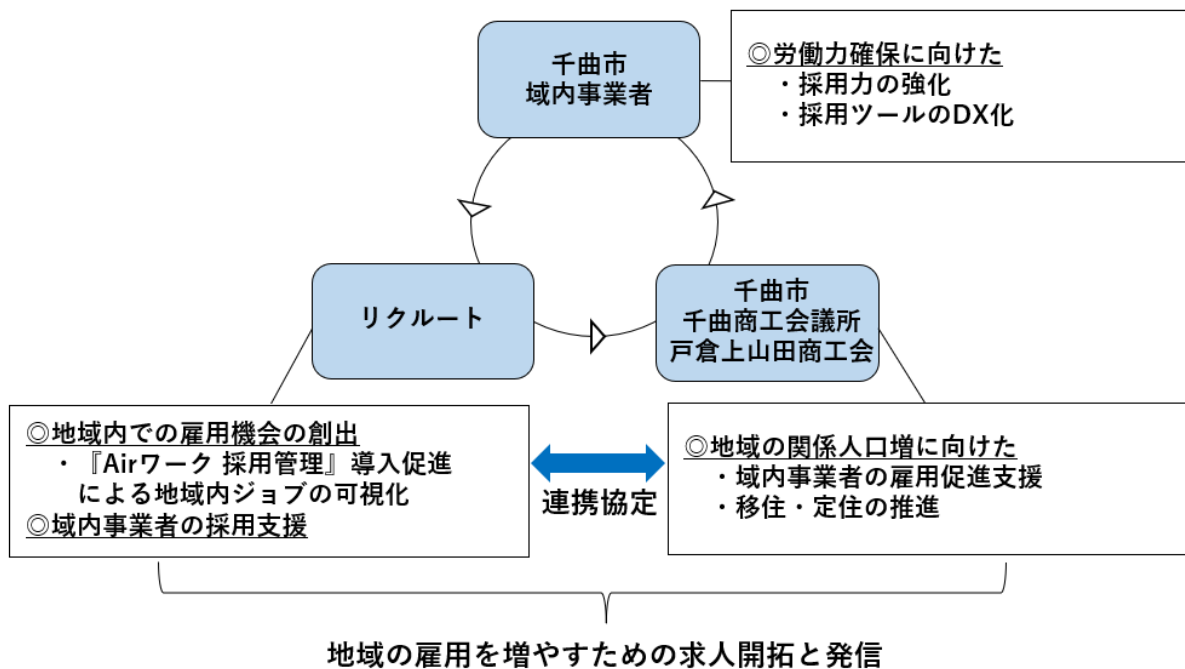 千曲市
域内事業者
◎労働力確保に向けた
・採用力の強化
・採用ツールのDX化
リクルート
千曲市
千曲商工会議所
戸倉上山田商工会
◎地域内での雇用機会の創出
・『Airワーク 採用管理』導入促進
による地域内ジョブの可視化
◎域内事業者の採用支援
連携協定
◎地域の関係人口増に向けた
・域内事業者の雇用促進支援
・移住・定住の推進
地域の雇用を増やすための求人開拓と発信